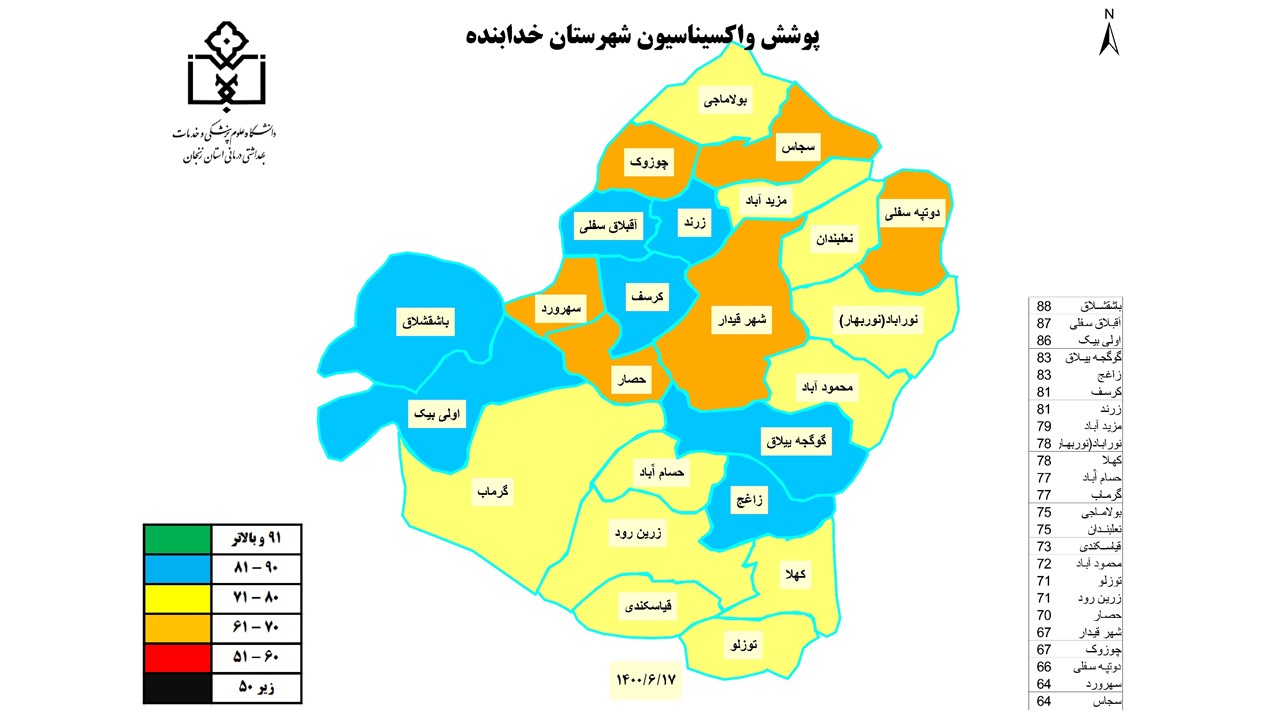 پوشش واکسیناسیون شهرستان خدابنده
N
دانشگاه علوم پزشکی و خدمات
بهداشتی درمانی استان زنجان
بولاماجی
سجاس
چوزوک
مزید آباد
دوتپه سفلی
آقبلاق سفلی
زرند
نعلبندان
کرسف
سهرورد
شهر قیدار
نوراباد(نوربهار)
باشقشلاق
حصار
محمود آباد
اولی بیک
گوگجه ییلاق
حسام آباد
گرماب
زاغج
زرین رود
کهلا
قیاسکندی
توزلو
۱۴۰۰/۶/۱۷
۹۱ و بالاتر
۸۱ – ۹۰
۷۱ – ۸۰
۶۱ – ۷۰
۵۱ – ۶۰
زیر ۵۰
باشقشلاق 88
آقبلاق سفلی 87
اولی بیک 86
گوگجه ییلاق 83
زاغج 83
کرسف 81
زرند 81
مزید آباد 79
نوراباد(نوربهار 78
کهلا 78
حسام آباد 77
گرماب 77
بولاماجی 75
نعلبندان 75
قیاسکندی 73
محمود آباد 72
توزلو 71
زرین رود 71
حصار 70
شهر قیدار 67
چوزوک 67
دوتپه سفلی 66
سهرورد 64
سجاس 64